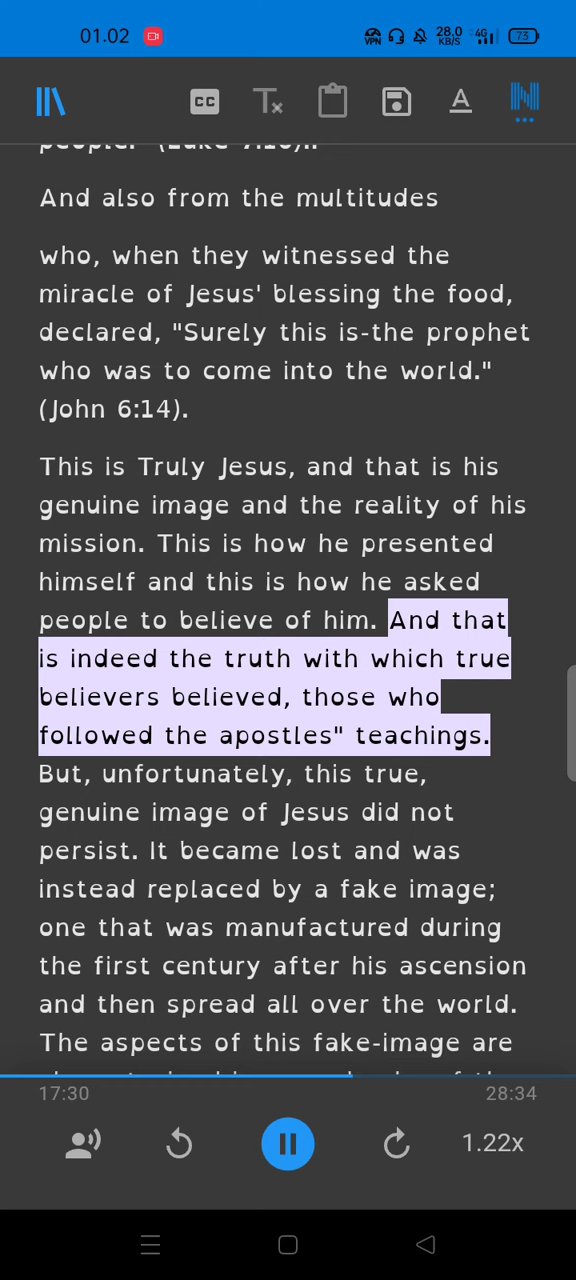 01.02
VPN
28.0
KB/S
4G
73
CC
And also from the multitudes
who, when they witnessed the
miracle of Jesus' blessing the food,
declared, "Surely this is-the prophet
who was to come into the world."
(John 6:14).
This is Truly Jesus, and that is his
genuine image and the reality of his
mission. This is how he presented
himself and this is how he asked
people to believe of him. And that
is indeed the truth with which true
believers believed, those who
followed the apostles" teachings.
But, unfortunately, this true,
genuine image of Jesus did not
persist. It became lost and was
instead replaced by a fake image;
one that was manufactured during
the first century after his ascension
and then spread all over the world.
The aspects of this fake-image are
17:30
28:34
1.22x